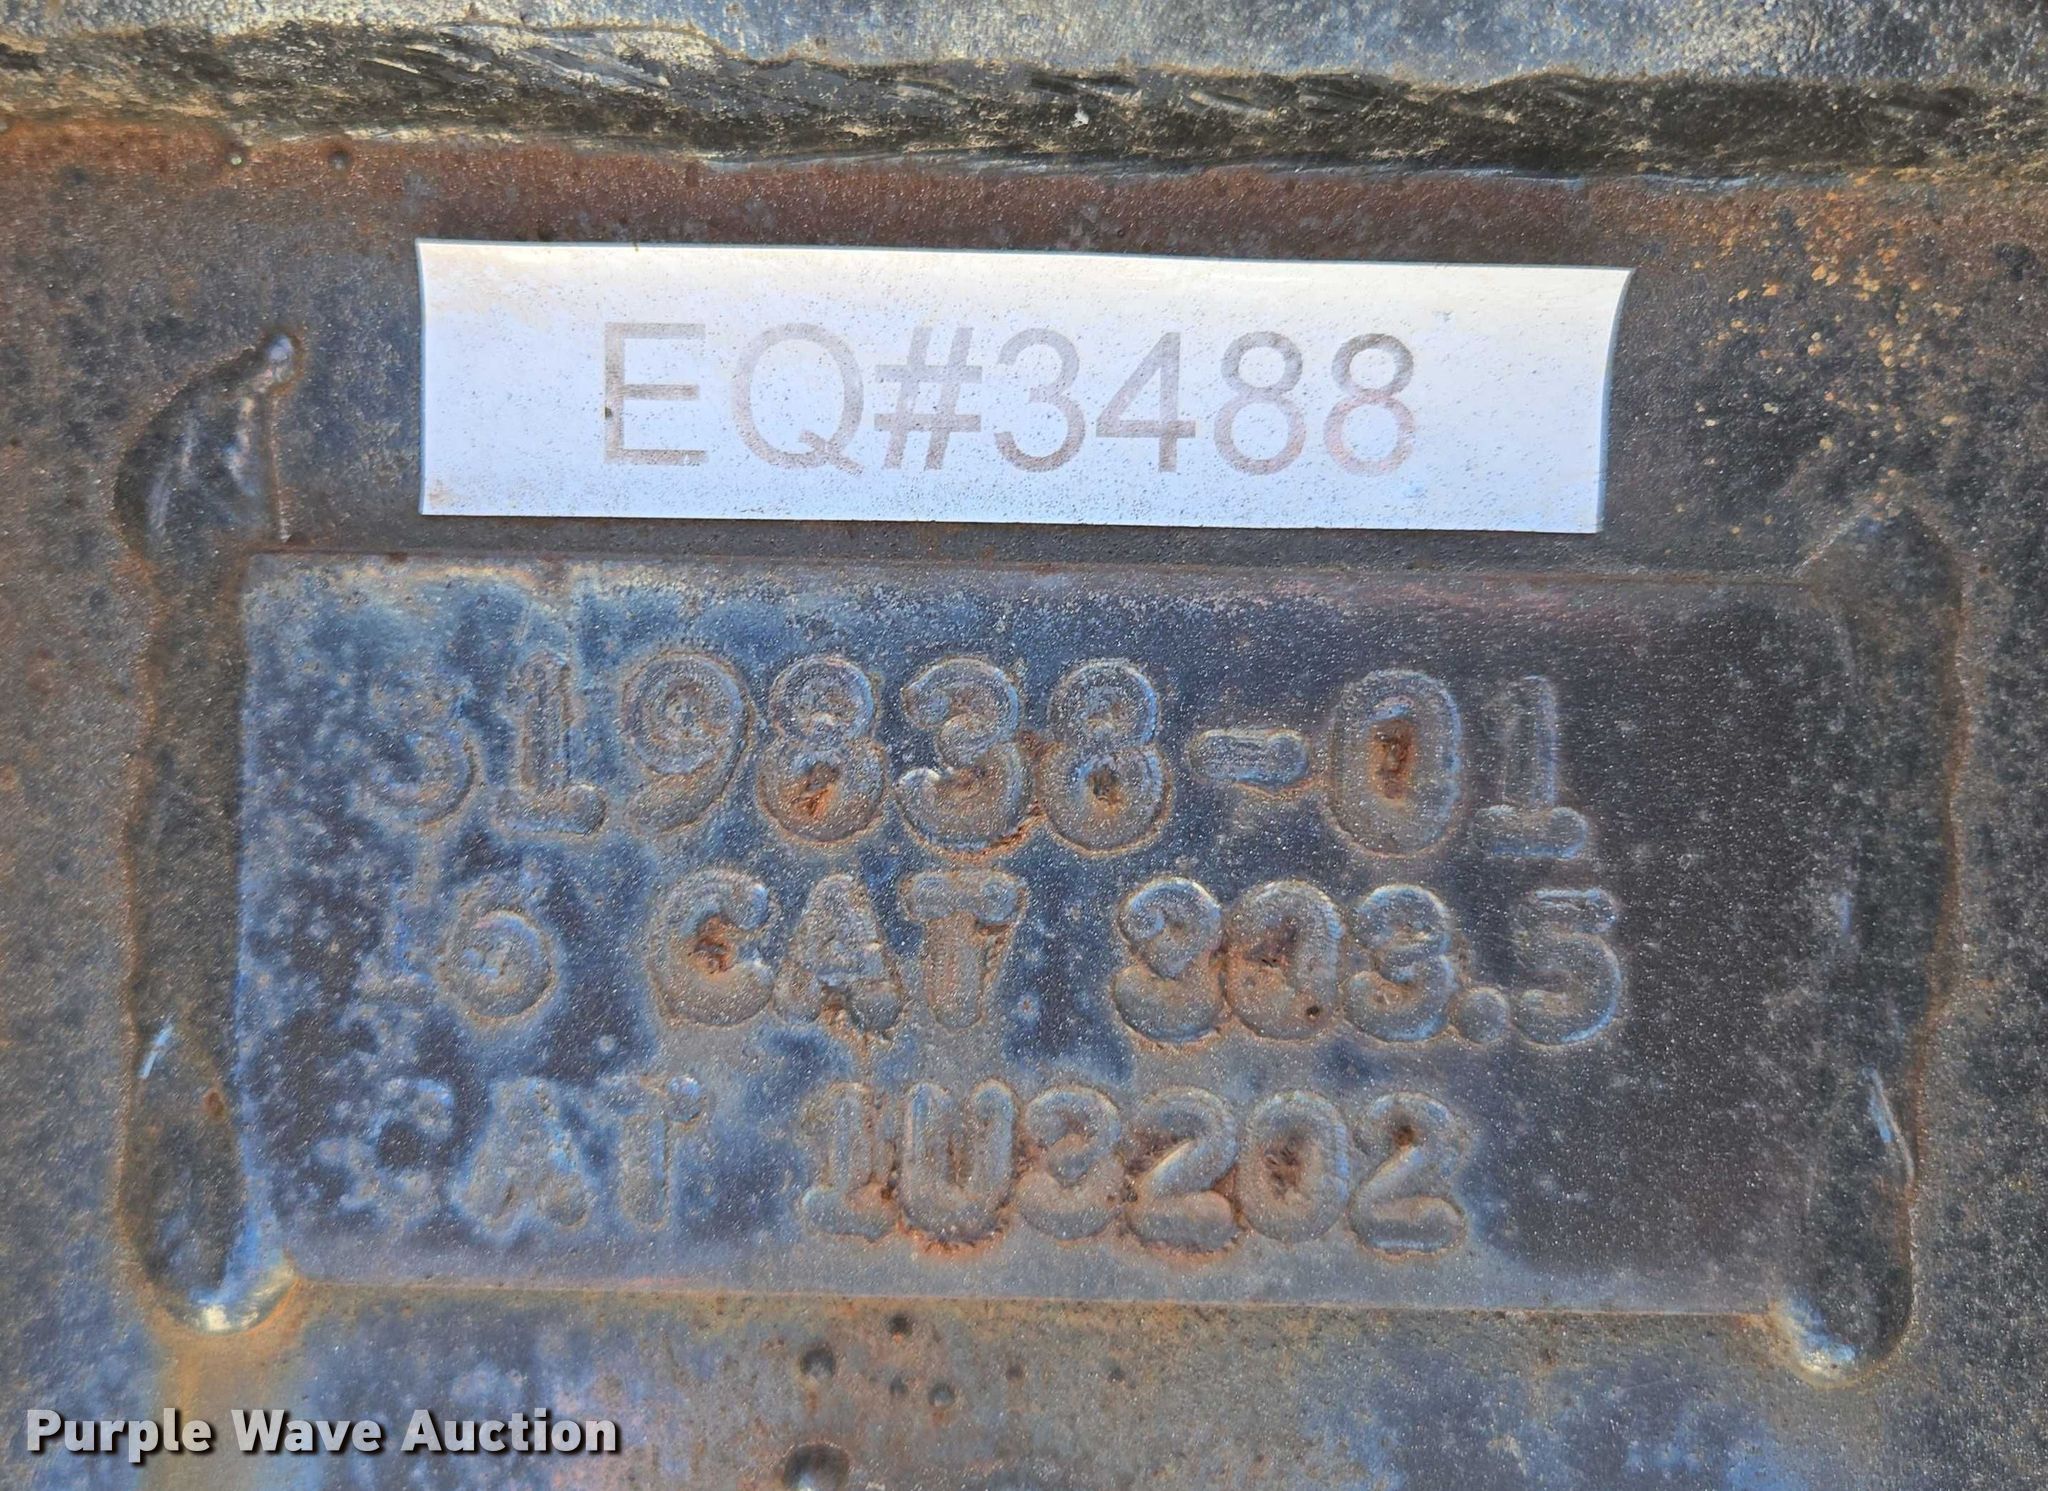 EQ#3488
319838-01
16 CAT 303.5
CAT 1U3202
Purple Wave Auction